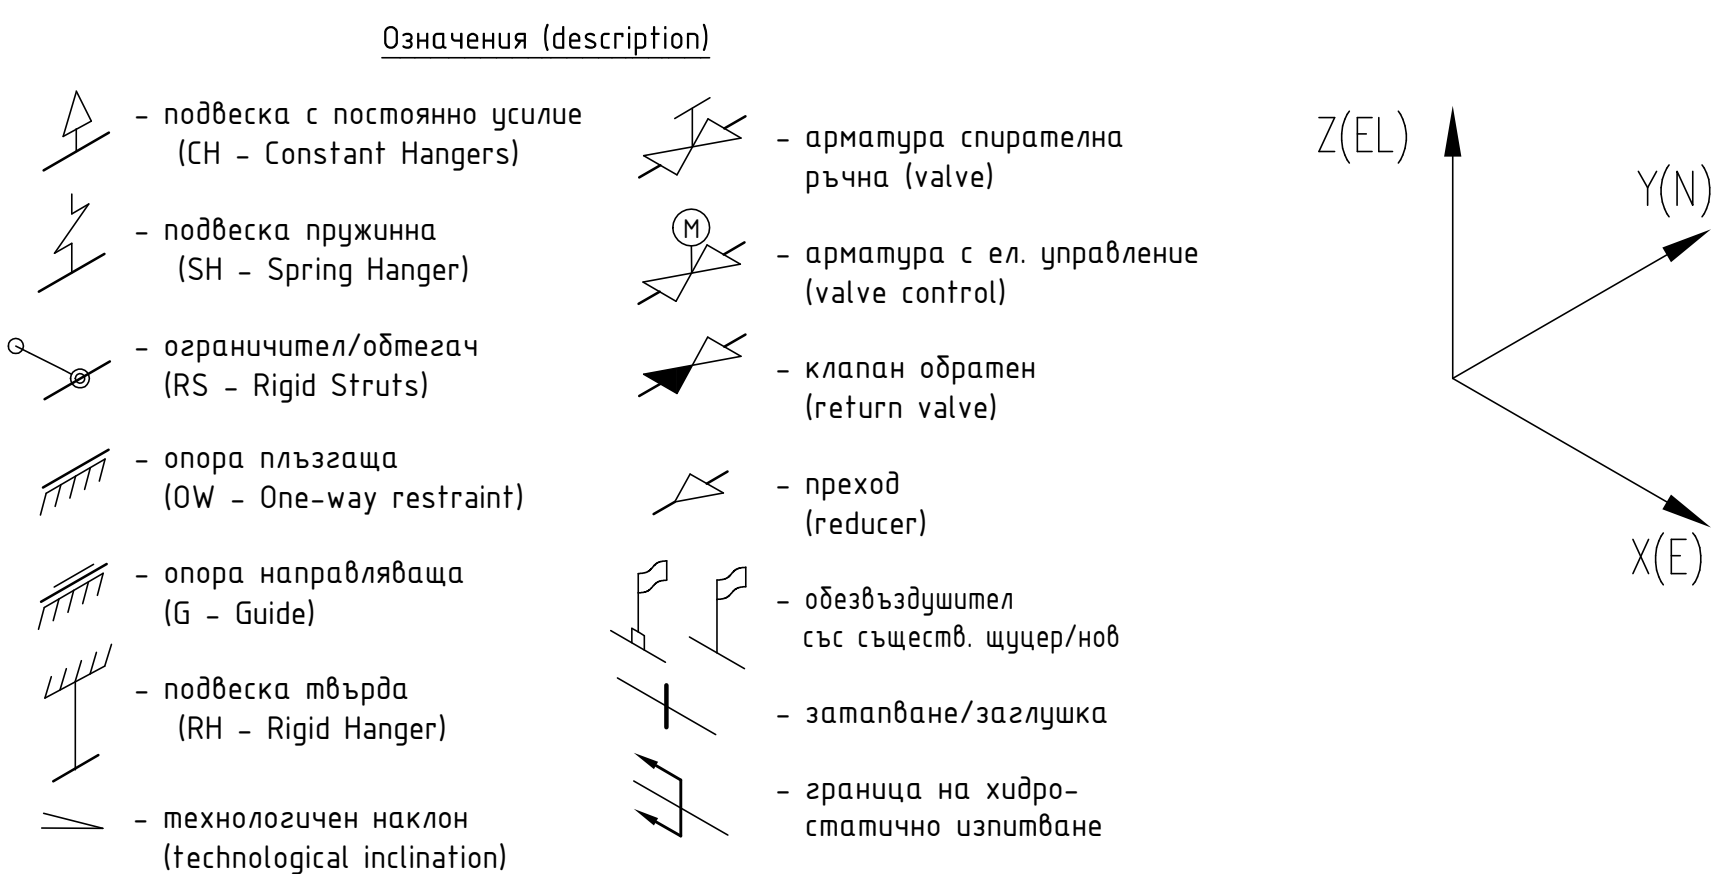 Означения (description)
- подвеска с постоянно усилие
(CH - Constant Hangers)
- подвеска пружинна
(SH - Spring Hanger)
- ограничител/обтегач
(RS - Rigid Struts)
- опора плъзгаща
(OW - One-way restraint)
- опора направляваща
(G - Guide)
- подвеска твърда
(RH - Rigid Hanger)
- технологичен наклон
(technological inclination)
- арматура спирателна
ръчна (valve)
M
- арматура с ел. управление
(valve control)
- клапан обратен
(return valve)
- преход
(reducer)
- обезвъздушител
със съществ. щуцер/нов
- затапване/заглушка
- граница на хидро-
статично изпитване
Z(EL)
Y(N)
X(E)